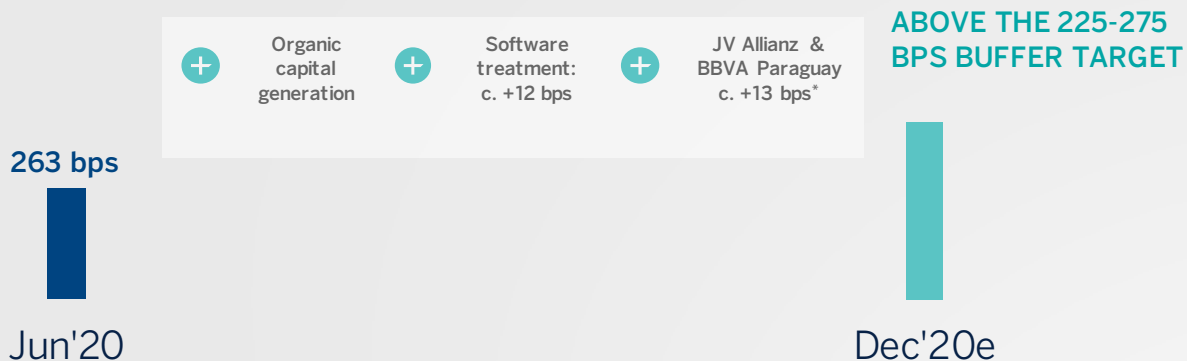 ABOVE THE 225-275
BPS BUFFER TARGET
+
Organic
capital
generation
+
Software
treatment:
c. +12 bps
+
JV Allianz &
BBVA Paraguay
c. +13 bps*
263 bps
Jun'20
Dec'20e